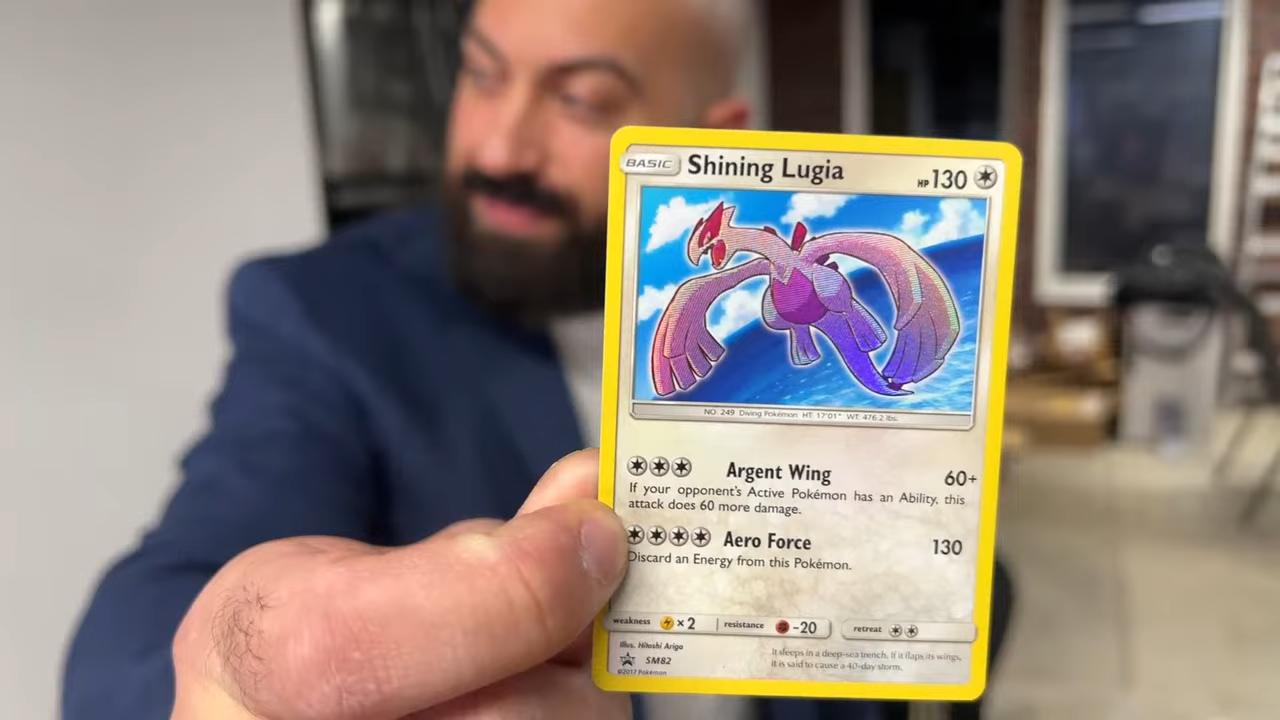 BASIC Shining Lugia HP 130
NO. 249 Diving Pokémon HT: 17'01" WT: 476.2 lbs.
Argent Wing 60+
If your opponent's Active Pokémon has an Ability, this
attack does 60 more damage.
Aero Force 130
Discard an Energy from this Pokémon.
weakness ×2 resistance -20 retreat
Illus. Hitoshi Ariga
SM82
©2017 Pokémon
It sleeps in a deep-sea trench. If it flaps its wings,
it is said to cause a 40-day storm.